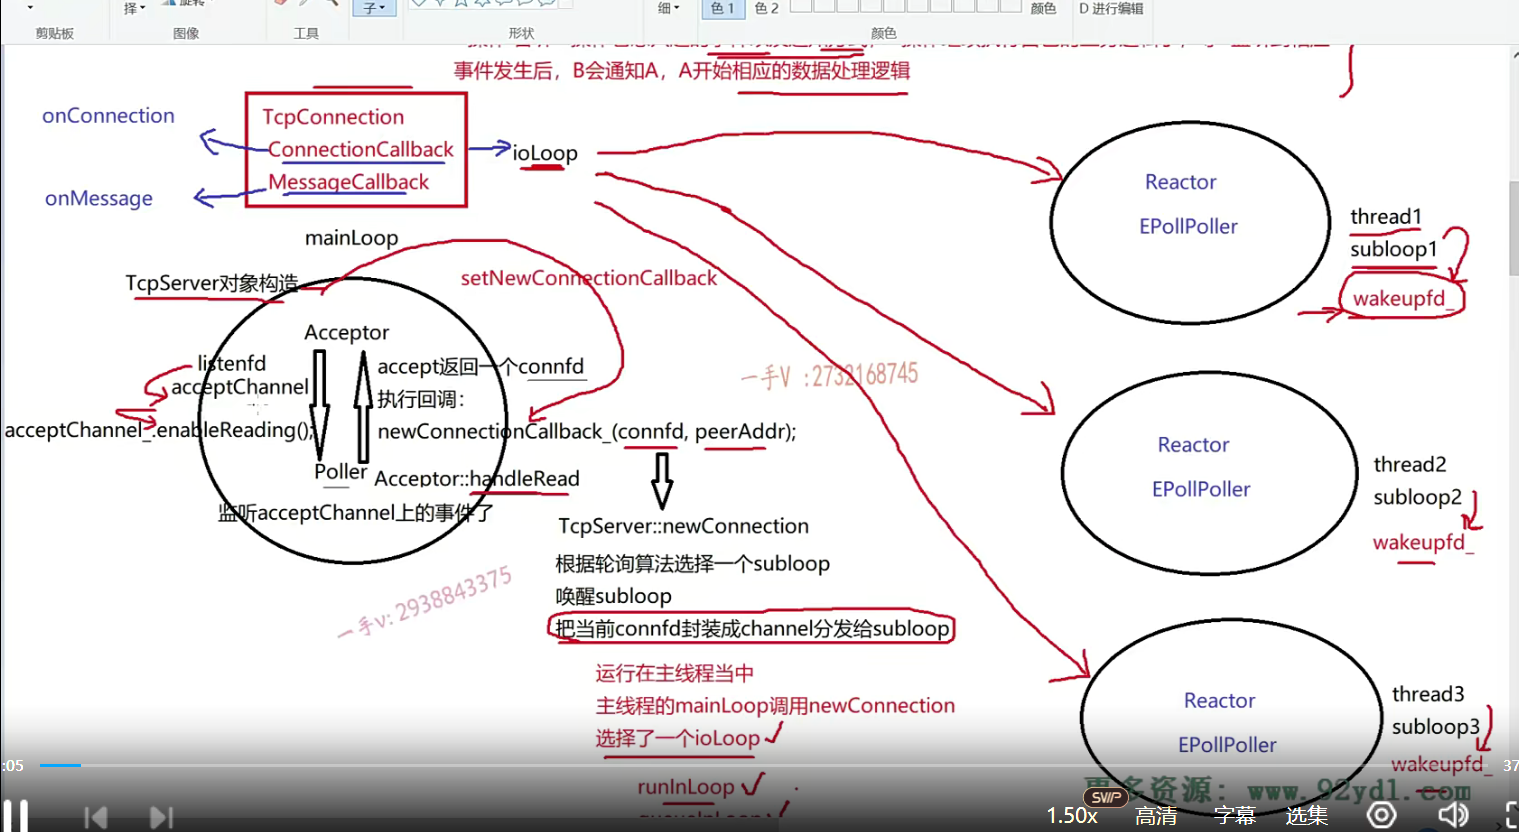 择
旋转
子
细
色 1
色 2
颜色
D 进行编辑
剪贴板
图像
工具
形状
颜色
事件发生后，B会通知A，A开始相应的数据处理逻辑
onConnection
TcpConnection
ConnectionCallback
MessageCallback
onMessage
ioLoop
Reactor
EPollPoller
thread1
subloop1
wakeupfd_
mainLoop
TcpServer对象构造
setNewConnectionCallback
Acceptor
listenfd
acceptChannel
acceptChannel_.enableReading();
accept返回一个connfd
执行回调：
newConnectionCallback_(connfd, peerAddr);
Poller
Acceptor::handleRead
监听acceptChannel上的事件了
一手V :2732168745
Reactor
EPollPoller
thread2
subloop2
wakeupfd_
TcpServer::newConnection
根据轮询算法选择一个subloop
唤醒subloop
把当前connfd封装成channel分发给subloop
一手v: 2938843375
运行在主线程当中
主线程的mainLoop调用newConnection
选择了一个ioLoop
runInLoop
queueInLoop
Reactor
EPollPoller
thread3
subloop3
wakeupfd_
:05
37
更多资源: www.92ydl.com
SVIP
1.50x
高清
字幕
选集